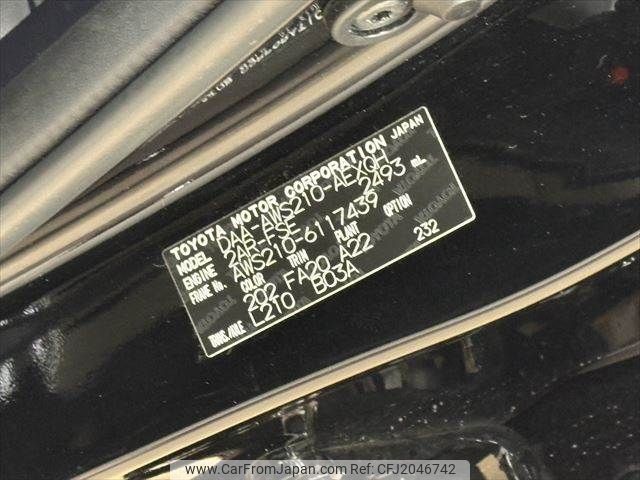 TOYOTA MOTOR CORPORATION JAPAN
MODEL DAA-AWS210-AEXQH
ENGINE 2AR-FSE 2493 mL
FRAME No. AWS210-6117439
COLOR TRIM PLANT OPTION
202 FA20 A22 232
TRANS./AXLE L210 B03A
www.CarFromJapan.com | CFJ2046742